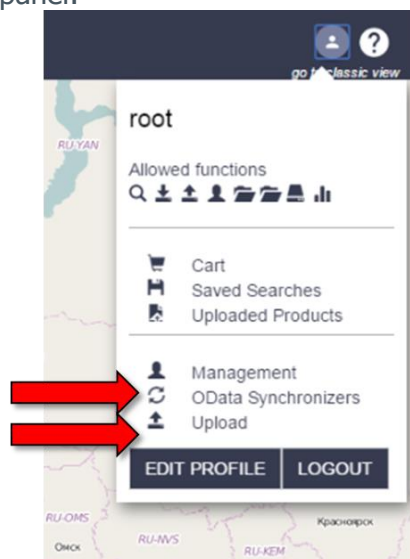 panel.
?
go to classic view
root
RU-YAN
Allowed functions
Cart
Saved Searches
Uploaded Products
Management
OData Synchronizers
Upload
EDIT PROFILE LOGOUT
RU-OMS
Красноярск
Омск
RU-NVS
RU-KEM